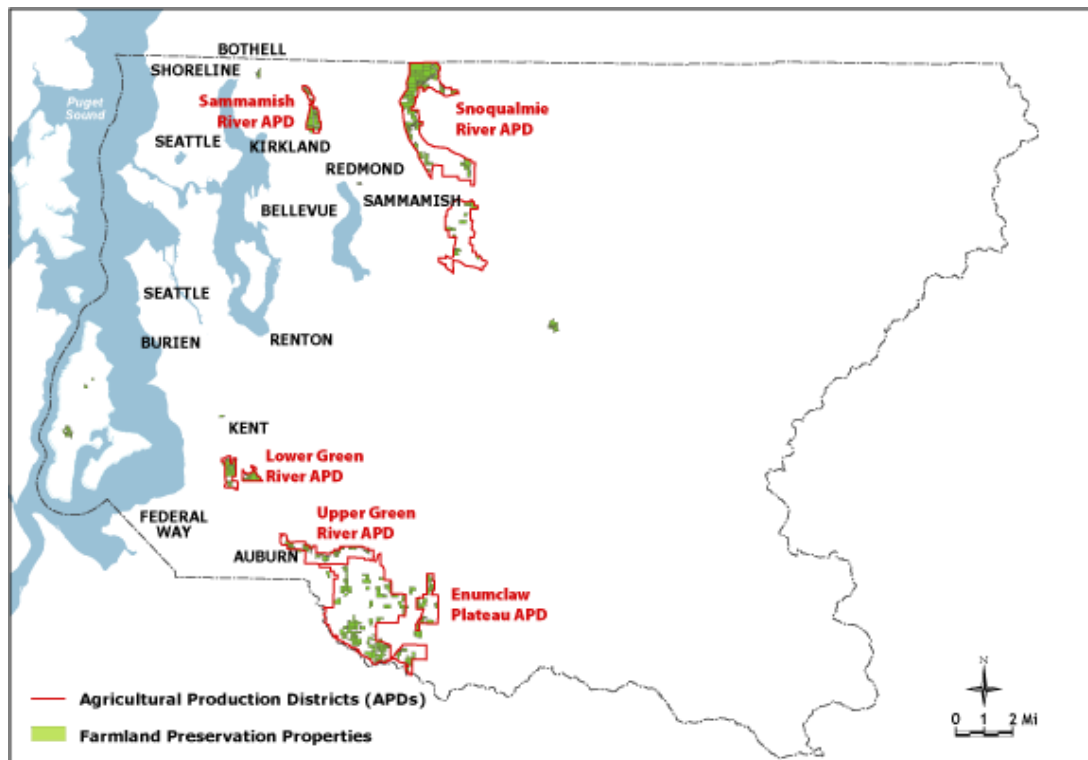 BOTHELL
SHORELINE
Puget
Sound
Sammamish
River APD
Snoqualmie
River APD
SEATTLE
KIRKLAND
REDMOND
BELLEVUE
SAMMAMISH
SEATTLE
BURIEN
RENTON
KENT
Lower Green
River APD
FEDERAL
WAY
Upper Green
River APD
AUBURN
Enumclaw
Plateau APD
N
Agricultural Production Districts (APDs)
0 1 2 Mi
Farmland Preservation Properties